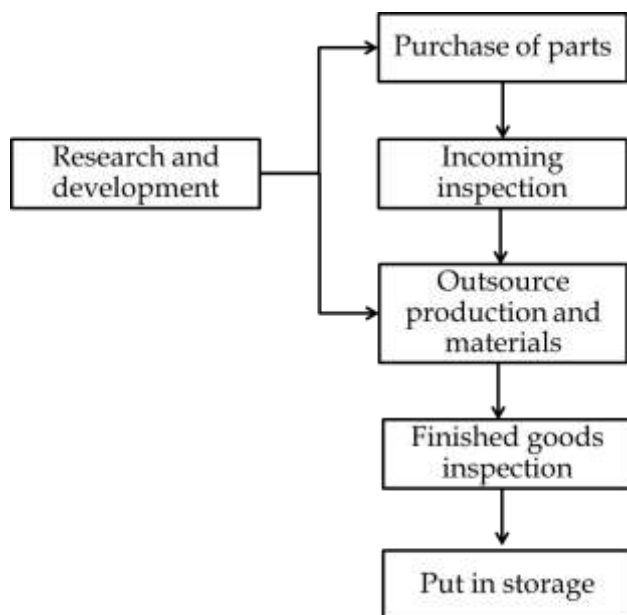 Purchase of parts
Research and
development
Incoming
inspection
Outsource
production and
materials
Finished goods
inspection
Put in storage